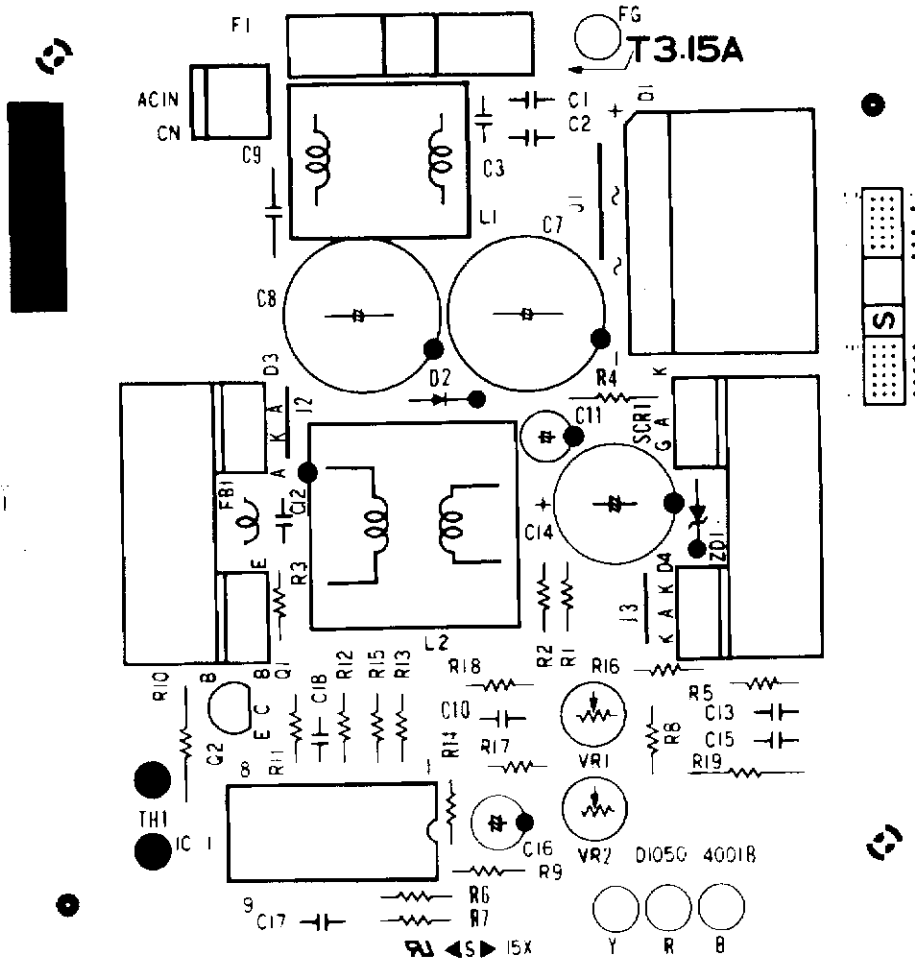 F1
FG
T3.15A
ACIN
CN
C9
C1
C2
C3
D1
+
L1
J1
~
~
C7
C8
S
D3
D2
R4
K
A
K
J2
C11
SCR1
A
G
A
FB1
C12
+
C14
ZD1
E
R3
D4
J3
K
A
K
L2
R2
R1
R10
B
B
Q1
C18
R12
R15
R13
R18
R16
R5
C10
C13
C15
Q2
E
C
R11
R14
R17
VR1
R8
R19
8
1
TH1
IC 1
C16
VR2
D1050 4001B
R9
9
C17
R6
R7
S
15X
Y
R
B